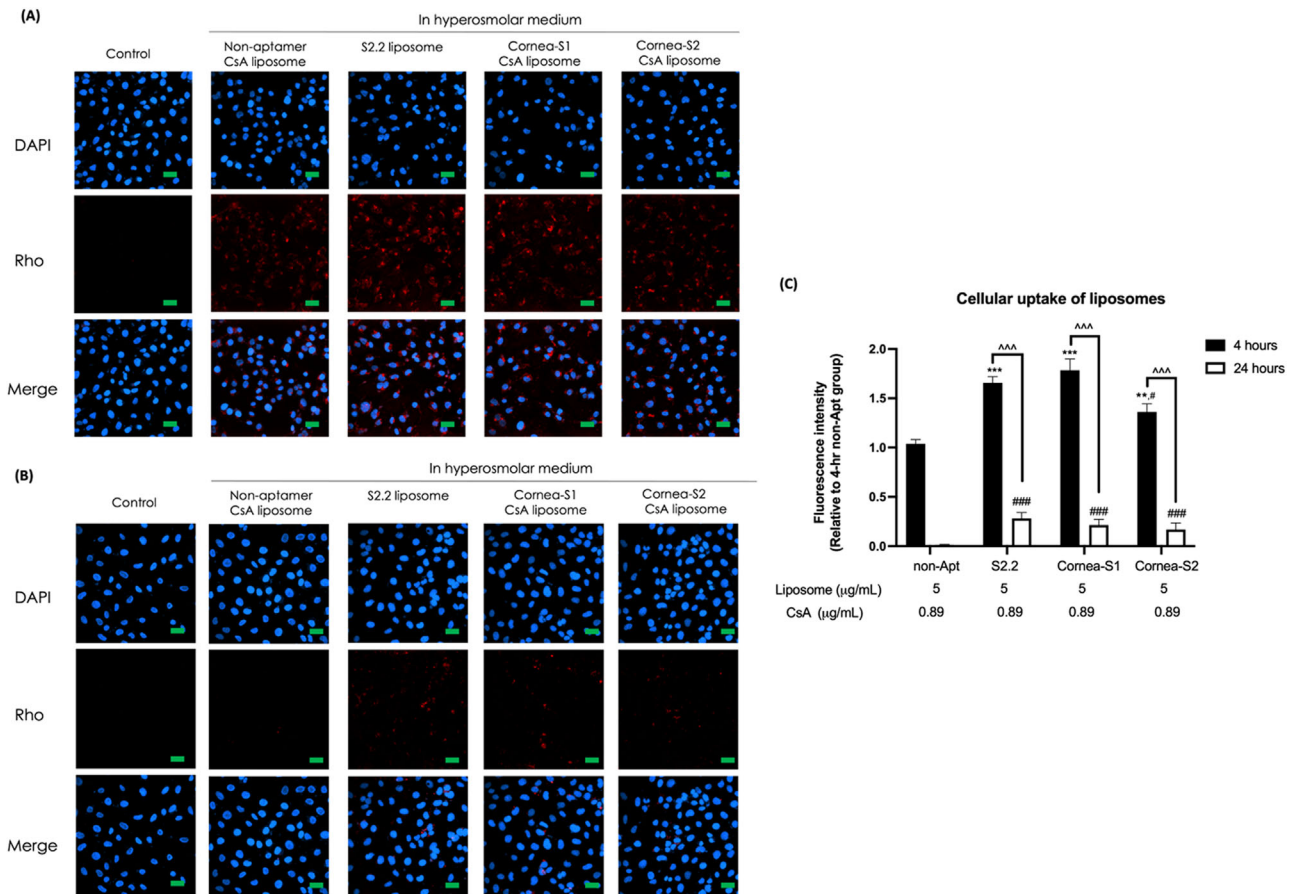 (A)
In hyperosmolar medium
Control
Non-aptamer
CsA liposome
S2.2 liposome
Cornea-S1
CsA liposome
Cornea-S2
CsA liposome
DAPI
Rho
Merge
(B)
In hyperosmolar medium
Control
Non-aptamer
CsA liposome
S2.2 liposome
Cornea-S1
CsA liposome
Cornea-S2
CsA liposome
DAPI
Rho
Merge
(C)
Cellular uptake of liposomes
Fluorescence intensity
(Relative to 4-hr non-Apt group)
2.0
1.5
1.0
0.5
0.0
*** ^^^ ###
*** ^^^ ###
**,# ^^^ ###
4 hours
24 hours
non-Apt S2.2 Cornea-S1 Cornea-S2
Liposome (μg/mL) 5 5 5 5
CsA (μg/mL) 0.89 0.89 0.89 0.89